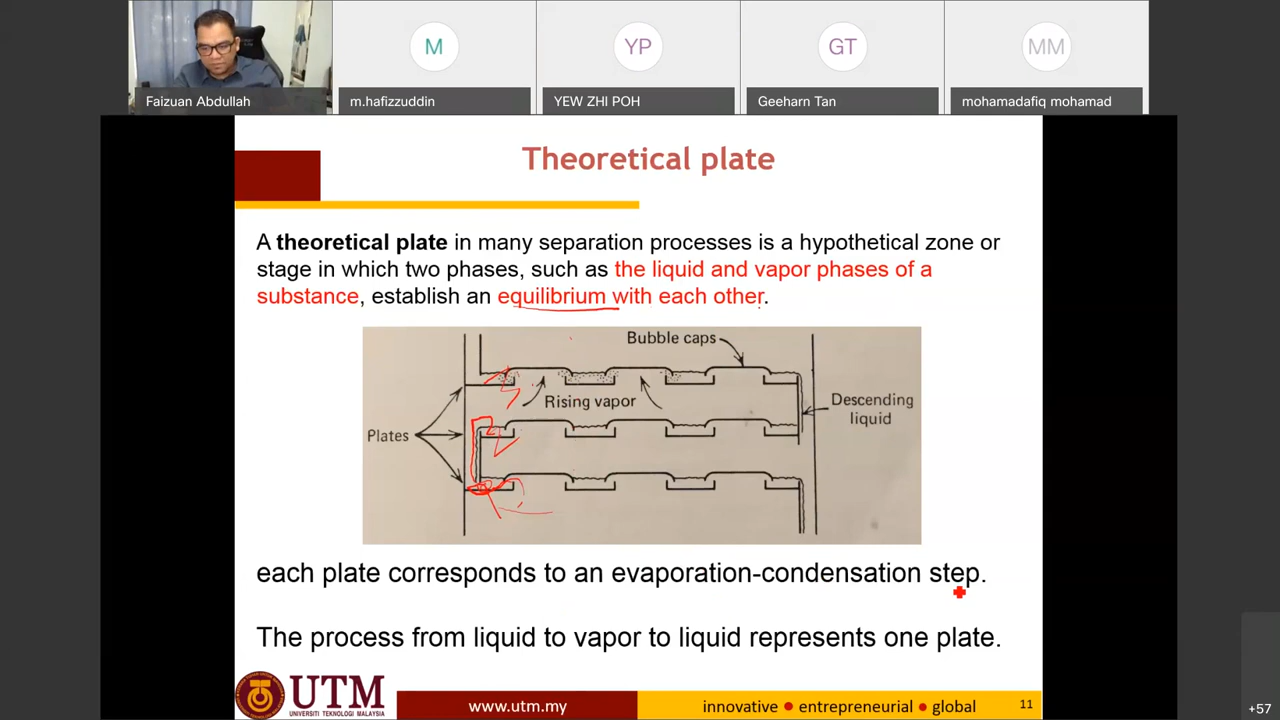 M
YP
GT
MM
Faizuan Abdullah
m.hafizzuddin
YEW ZHI POH
Geeharn Tan
mohamadafiq mohamad
Theoretical plate
A theoretical plate in many separation processes is a hypothetical zone or
stage in which two phases, such as the liquid and vapor phases of a
substance, establish an equilibrium with each other.
Bubble caps
Rising vapor
Descending
liquid
Plates
each plate corresponds to an evaporation-condensation step.
The process from liquid to vapor to liquid represents one plate.
UTM
UNIVERSITI TEKNOLOGI MALAYSIA
www.utm.my
innovative ● entrepreneurial ● global
11
+57